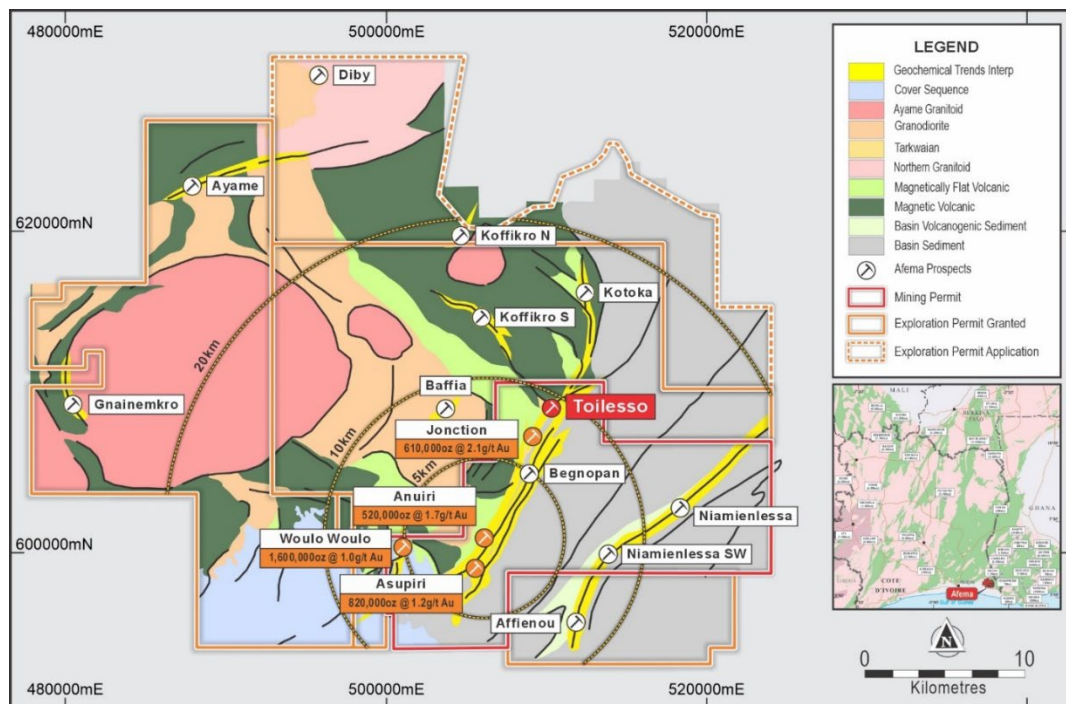 480000mE
500000mE
520000mE
620000mN
600000mN
480000mE
500000mE
520000mE
Diby
Ayame
Koffikro N
Kotoka
Koffikro S
20km
Gnainemkro
Baffia
Toilesso
10km
Jonction
610,000oz @ 2.1g/t Au
5km
Begnopan
Anuiri
520,000oz @ 1.7g/t Au
Niamienlessa
Woulo Woulo
1,600,000oz @ 1.0g/t Au
Niamienlessa SW
Asupiri
820,000oz @ 1.2g/t Au
Affienou
LEGEND
Geochemical Trends Interp
Cover Sequence
Ayame Granitoid
Granodiorite
Tarkwaian
Northern Granitoid
Magnetically Flat Volcanic
Magnetic Volcanic
Basin Volcanogenic Sediment
Basin Sediment
Afema Prospects
Mining Permit
Exploration Permit Granted
Exploration Permit Application
MALI
GHANA
COTE
D'IVOIRE
Afema
N
0
10
Kilometres